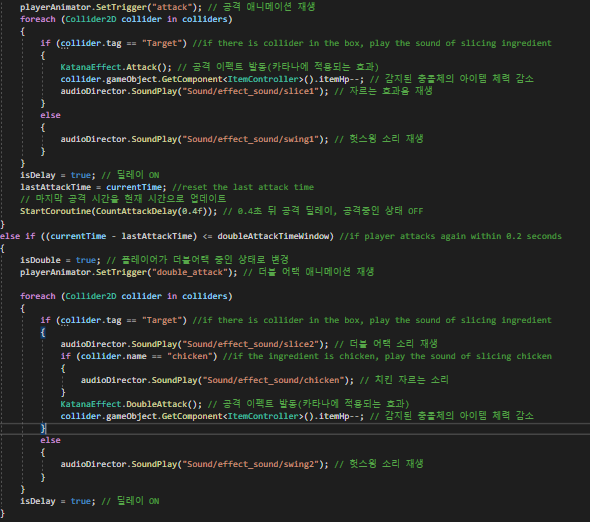 playerAnimator.SetTrigger("attack"); // 공격 애니메이션 재생
foreach (Collider2D collider in colliders)
{
if (collider.tag == "Target") //if there is collider in the box, play the sound of slicing ingredient
{
KatanaEffect.Attack(); // 공격 이펙트 발동(카타나에 적용되는 효과)
collider.gameObject.GetComponent<ItemController>().itemHp--; // 감지된 충돌체의 아이템 체력 감소
audioDirector.SoundPlay("Sound/effect_sound/slice1"); // 자르는 효과음 재생
}
else
{
audioDirector.SoundPlay("Sound/effect_sound/swing1"); // 헛스윙 소리 재생
}
}
isDelay = true; // 딜레이 ON
lastAttackTime = currentTime; //reset the last attack time
// 마지막 공격 시간을 현재 시간으로 업데이트
StartCoroutine(CountAttackDelay(0.4f)); // 0.4초 뒤 공격 딜레이, 공격중인 상태 OFF
}
else if ((currentTime - lastAttackTime) <= doubleAttackTimeWindow) //if player attacks again within 0.2 seconds
{
isDouble = true; // 플레이어가 더블어택 중인 상태로 변경
playerAnimator.SetTrigger("double_attack"); // 더블 어택 애니메이션 재생
foreach (Collider2D collider in colliders)
{
if (collider.tag == "Target") //if there is collider in the box, play the sound of slicing ingredient
{
audioDirector.SoundPlay("Sound/effect_sound/slice2"); // 더블 어택 소리 재생
if (collider.name == "chicken") //if the ingredient is chicken, play the sound of slicing chicken
{
audioDirector.SoundPlay("Sound/effect_sound/chicken"); // 치킨 자르는 소리
}
KatanaEffect.DoubleAttack(); // 공격 이펙트 발동(카타나에 적용되는 효과)
collider.gameObject.GetComponent<ItemController>().itemHp--; // 감지된 충돌체의 아이템 체력 감소
}
else
{
audioDirector.SoundPlay("Sound/effect_sound/swing2"); // 헛스윙 소리 재생
}
}
isDelay = true; // 딜레이 ON
}